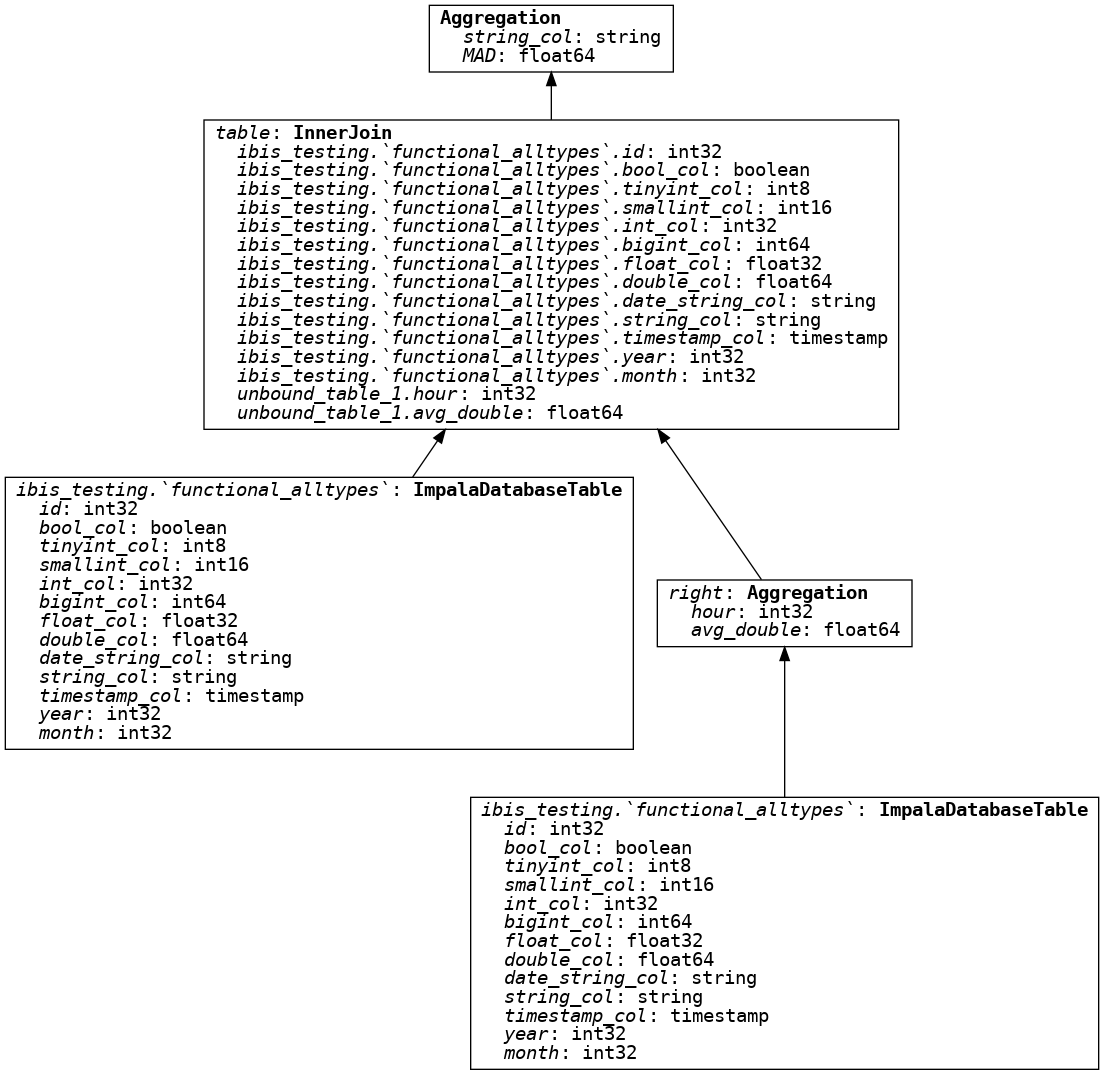 Aggregation
string_col: string
MAD: float64
table: InnerJoin
ibis_testing.`functional_alltypes`.id: int32
ibis_testing.`functional_alltypes`.bool_col: boolean
ibis_testing.`functional_alltypes`.tinyint_col: int8
ibis_testing.`functional_alltypes`.smallint_col: int16
ibis_testing.`functional_alltypes`.int_col: int32
ibis_testing.`functional_alltypes`.bigint_col: int64
ibis_testing.`functional_alltypes`.float_col: float32
ibis_testing.`functional_alltypes`.double_col: float64
ibis_testing.`functional_alltypes`.date_string_col: string
ibis_testing.`functional_alltypes`.string_col: string
ibis_testing.`functional_alltypes`.timestamp_col: timestamp
ibis_testing.`functional_alltypes`.year: int32
ibis_testing.`functional_alltypes`.month: int32
unbound_table_1.hour: int32
unbound_table_1.avg_double: float64
ibis_testing.`functional_alltypes`: ImpalaDatabaseTable
id: int32
bool_col: boolean
tinyint_col: int8
smallint_col: int16
int_col: int32
bigint_col: int64
float_col: float32
double_col: float64
date_string_col: string
string_col: string
timestamp_col: timestamp
year: int32
month: int32
right: Aggregation
hour: int32
avg_double: float64
ibis_testing.`functional_alltypes`: ImpalaDatabaseTable
id: int32
bool_col: boolean
tinyint_col: int8
smallint_col: int16
int_col: int32
bigint_col: int64
float_col: float32
double_col: float64
date_string_col: string
string_col: string
timestamp_col: timestamp
year: int32
month: int32